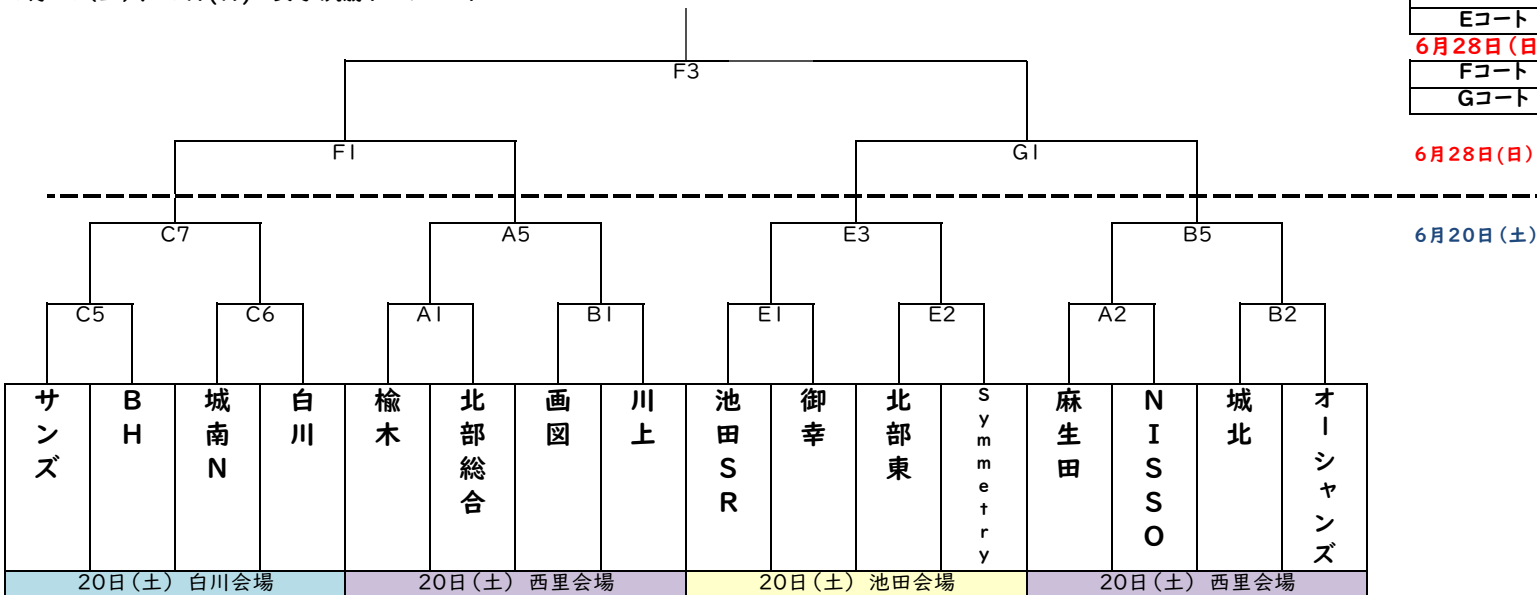 Eコート
6月28日(日
F3
Fコート
Gコート
F1
G1
6月28日(日)
C7
A5
E3
B5
6月20日(土)
C5
C6
A1
B1
E1
E2
A2
B2
サンズ
BH
城南N
白川
楡木
北部総合
画図
川上
池田SR
御幸
北部東
Symmetry
麻生田
NISSO
城北
オーシャンズ
20日(土) 白川会場
20日(土) 西里会場
20日(土) 池田会場
20日(土) 西里会場